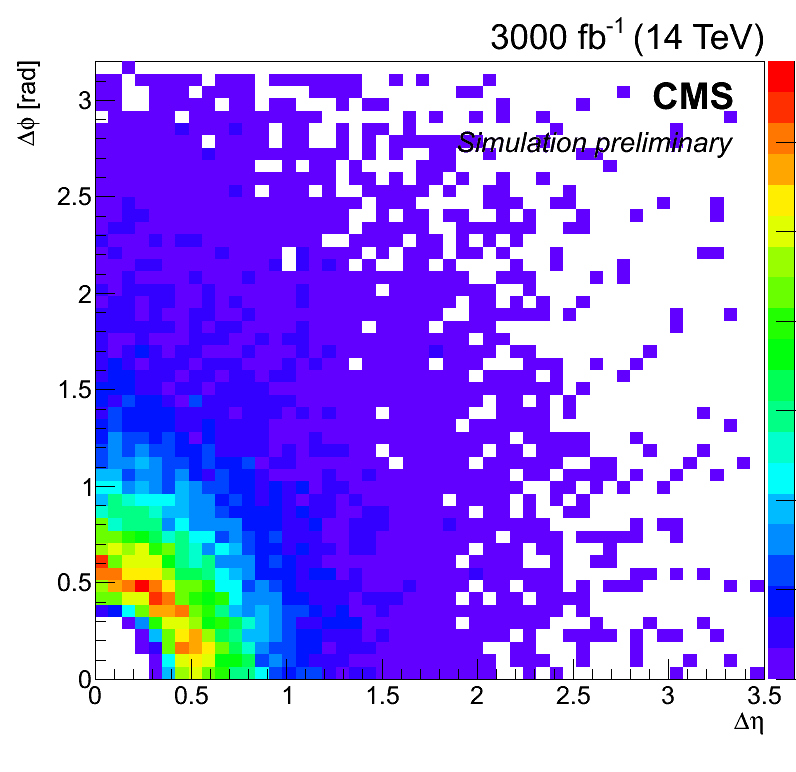 3000 fb⁻¹ (14 TeV)
CMS
Simulation preliminary
Δϕ [rad]
3
2.5
2
1.5
1
0.5
0
0 0.5 1 1.5 2 2.5 3 3.5
Δη